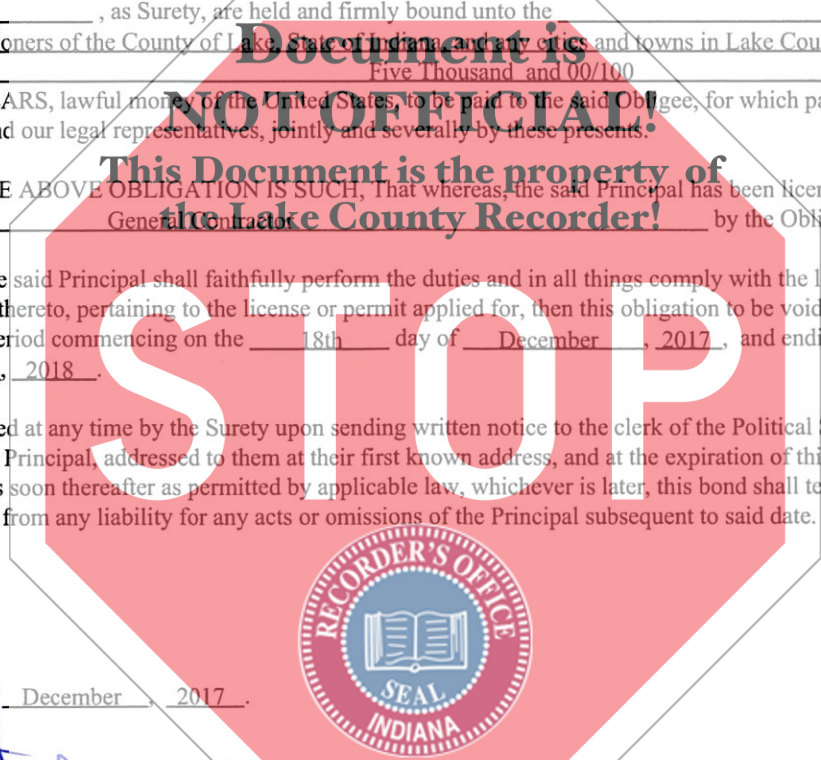 , as Surety, are held and firmly bound unto the
oners of the County of Lake, State of Indiana, and any cities and towns in Lake Cou
Document is
Five Thousand and 00/100
ARS, lawful money of the United States, to be paid to the said Obligee, for which pa
NOT OFFICIAL!
d our legal representatives, jointly and severally by these presents.
This Document is the property of
E ABOVE OBLIGATION IS SUCH, That whereas, the said Principal has been licen
the Lake County Recorder!
General Contractor by the Obli
e said Principal shall faithfully perform the duties and in all things comply with the l
thereto, pertaining to the license or permit applied for, then this obligation to be void
eriod commencing on the 18th day of December , 2017 , and endi
, 2018 .
STOP
ed at any time by the Surety upon sending written notice to the clerk of the Political S
Principal, addressed to them at their first known address, and at the expiration of thi
s soon thereafter as permitted by applicable law, whichever is later, this bond shall te
from any liability for any acts or omissions of the Principal subsequent to said date.
RECORDER'S OFFICE
SEAL
INDIANA
December , 2017 .